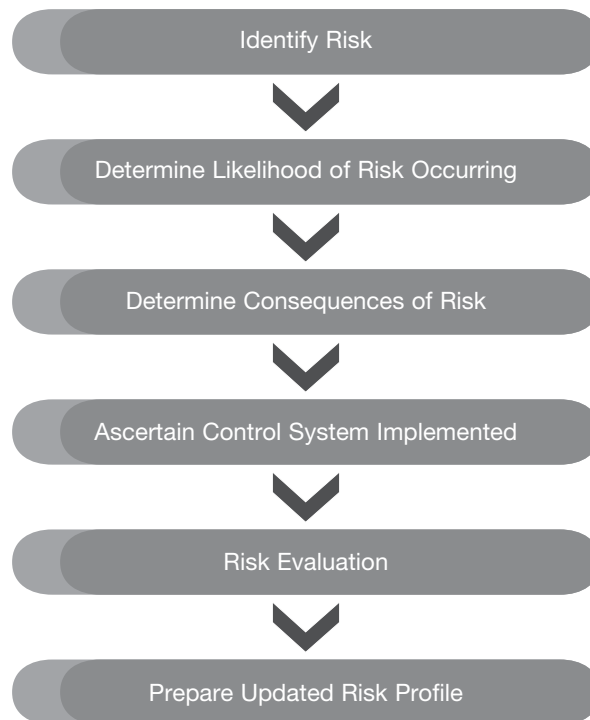 Identify Risk
Determine Likelihood of Risk Occurring
Determine Consequences of Risk
Ascertain Control System Implemented
Risk Evaluation
Prepare Updated Risk Profile